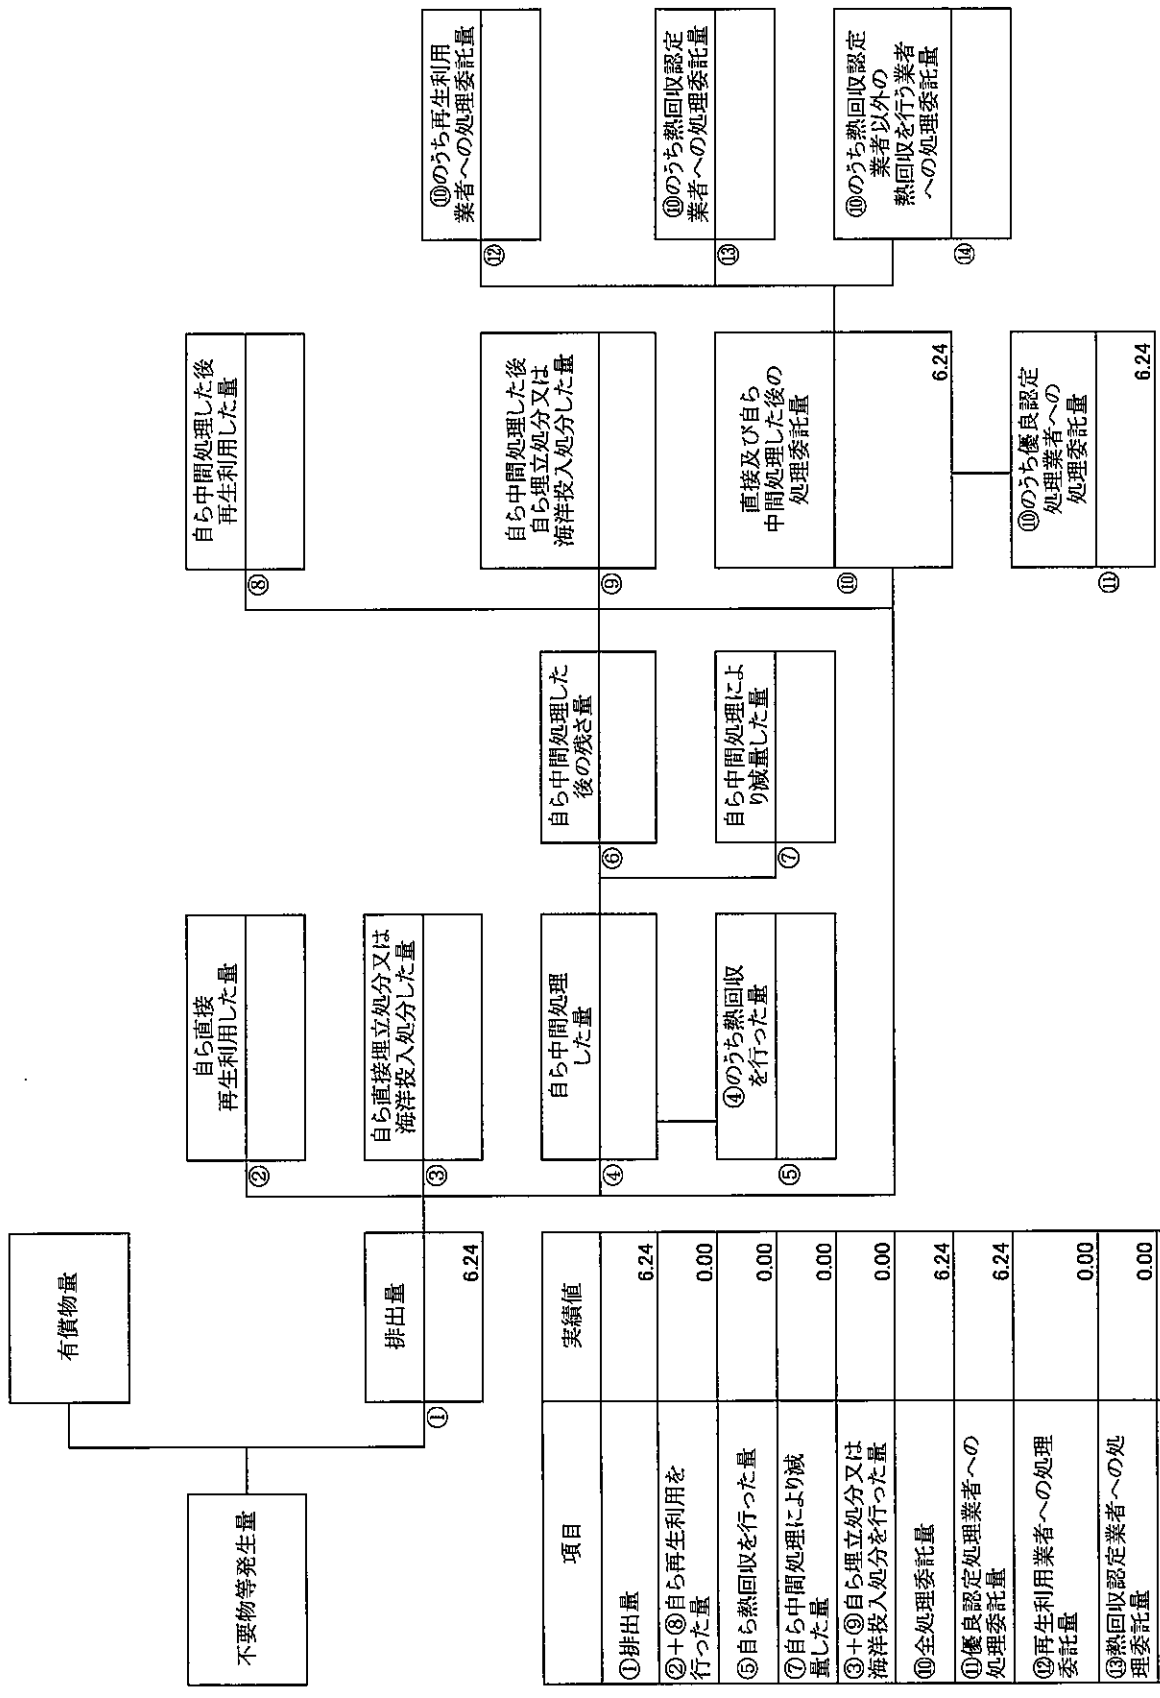 不要物等発生量
有償物量
①
排出量
6.24
②
自ら直接
再生利用した量
③
自ら直接埋立処分又は
海洋投入処分した量
④
自ら中間処理
した量
⑤
④のうち熱回収
を行った量
⑥
自ら中間処理した
後の残さ量
⑦
自ら中間処理によ
り減量した量
⑧
自ら中間処理した後
再生利用した量
⑨
自ら中間処理した後
自ら埋立処分又は
海洋投入処分した量
⑩
直接及び自ら
中間処理した後の
処理委託量
6.24
⑪
⑩のうち優良認定
処理業者への
処理委託量
6.24
⑫
⑩のうち再生利用
業者への処理委託量
⑬
⑩のうち熱回収認定
業者への処理委託量
⑭
⑩のうち熱回収認定
業者以外の
熱回収を行う業者
への処理委託量
項目 実績値
①排出量 6.24
②+⑧自ら再生利用を
行った量 0.00
⑤自ら熱回収を行った量 0.00
⑦自ら中間処理により減
量した量 0.00
③+⑨自ら埋立処分又は
海洋投入処分を行った量 0.00
⑩全処理委託量 6.24
⑪優良認定処理業者への
処理委託量 6.24
⑫再生利用業者への処理
委託量 0.00
⑬熱回収認定業者への処
理委託量 0.00